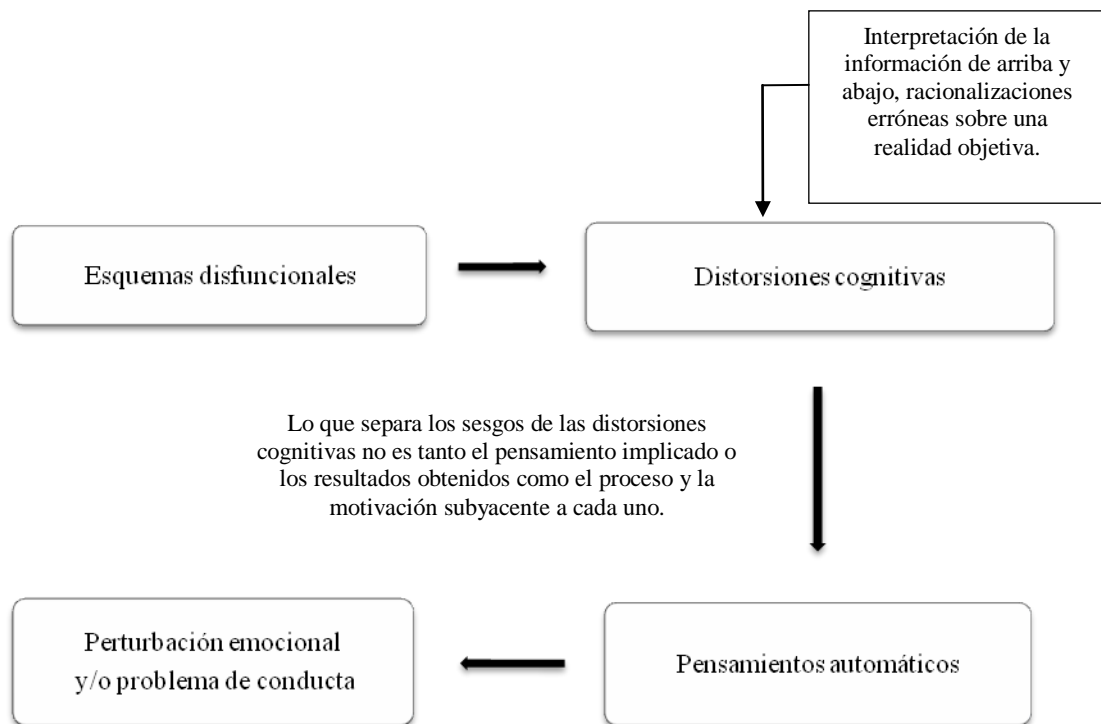 Interpretación de la
información de arriba y
abajo, racionalizaciones
erróneas sobre una
realidad objetiva.
Esquemas disfuncionales
Distorsiones cognitivas
Lo que separa los sesgos de las distorsiones
cognitivas no es tanto el pensamiento implicado o
los resultados obtenidos como el proceso y la
motivación subyacente a cada uno.
Perturbación emocional
y/o problema de conducta
Pensamientos automáticos